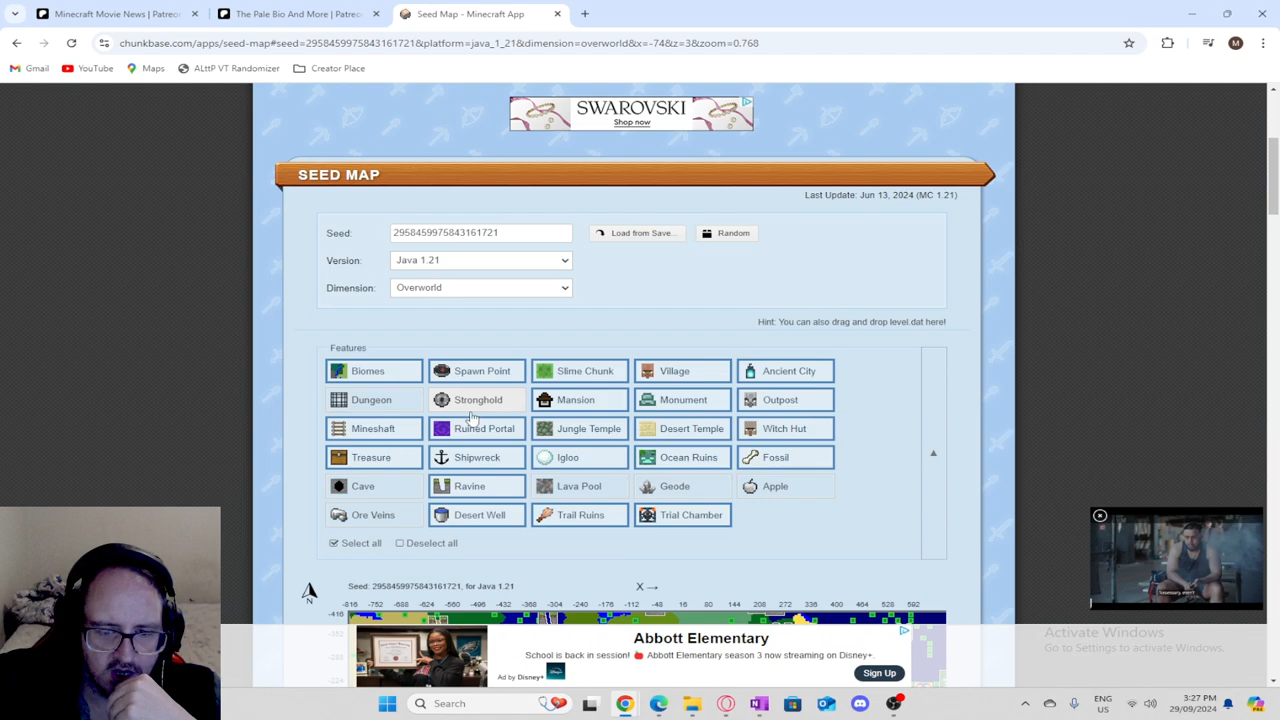 Minecraft Movie News | Patreon
The Pale Bio And More | Patreon
Seed Map - Minecraft App
chunkbase.com/apps/seed-map#seed=2958459975843161721&platform=java_1_21&dimension=overworld&x=-74&z=3&zoom=0.768
M
Gmail
YouTube
Maps
ALttP VT Randomizer
Creator Place
SWAROVSKI
Shop now
SEED MAP
Last Update: Jun 13, 2024 (MC 1.21)
Seed:
2958459975843161721
Load from Save...
Random
Version:
Java 1.21
Dimension:
Overworld
Hint: You can also drag and drop level.dat here!
Features
Biomes
Spawn Point
Slime Chunk
Village
Ancient City
Dungeon
Stronghold
Mansion
Monument
Outpost
Mineshaft
Ruined Portal
Jungle Temple
Desert Temple
Witch Hut
Treasure
Shipwreck
Igloo
Ocean Ruins
Fossil
Cave
Ravine
Lava Pool
Geode
Apple
Ore Veins
Desert Well
Trail Ruins
Trial Chamber
Select all
Deselect all
N
Seed: 2958459975843161721, for Java 1.21
X →
-816 -752 -688 -624 -560 -496 -432 -368 -304 -240 -176 -112 -48 16 80 144 208 272 336 400 464 528 592
-416
-352
-224
Abbott Elementary
School is back in session! Abbott Elementary season 3 now streaming on Disney+.
Ad by Disney+
Sign Up
Activate Windows
Go to Settings to activate Windows.
Search
ENG
US
3:27 PM
29/09/2024